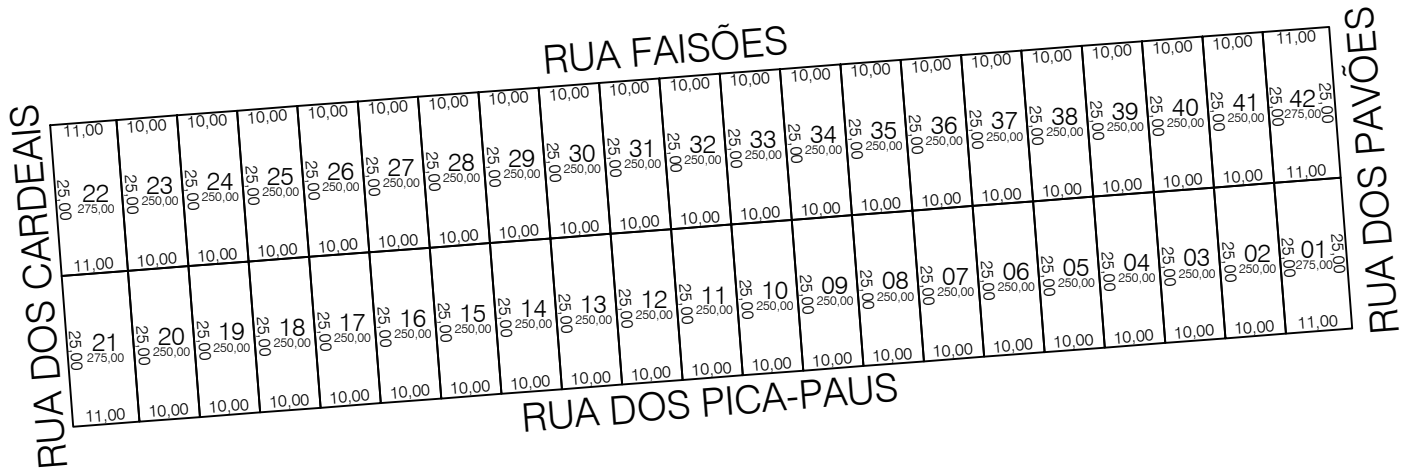 RUA FAISÕES
RUA DOS CARDEAIS
RUA DOS PAVÕES
11,00 10,00 10,00 10,00 10,00 10,00 10,00 10,00 10,00 10,00 10,00 10,00 10,00 10,00 10,00 10,00 10,00 10,00 10,00 10,00 11,00
25,00 22 25,00 23 25,00 24 25,00 25 25,00 26 25,00 27 25,00 28 25,00 29 25,00 30 25,00 31 25,00 32 25,00 33 25,00 34 25,00 35 25,00 36 25,00 37 25,00 38 25,00 39 25,00 40 25,00 41 25,00 42 25,00
275,00 250,00 250,00 250,00 250,00 250,00 250,00 250,00 250,00 250,00 250,00 250,00 250,00 250,00 250,00 250,00 250,00 250,00 250,00 250,00 275,00
11,00 10,00 10,00 10,00 10,00 10,00 10,00 10,00 10,00 10,00 10,00 10,00 10,00 10,00 10,00 10,00 10,00 10,00 10,00 10,00 11,00
25,00 21 25,00 20 25,00 19 25,00 18 25,00 17 25,00 16 25,00 15 25,00 14 25,00 13 25,00 12 25,00 11 25,00 10 25,00 09 25,00 08 25,00 07 25,00 06 25,00 05 25,00 04 25,00 03 25,00 02 25,00 01 25,00
275,00 250,00 250,00 250,00 250,00 250,00 250,00 250,00 250,00 250,00 250,00 250,00 250,00 250,00 250,00 250,00 250,00 250,00 250,00 250,00 275,00
11,00 10,00 10,00 10,00 10,00 10,00 10,00 10,00 10,00 10,00 10,00 10,00 10,00 10,00 10,00 10,00 10,00 10,00 10,00 10,00 11,00
RUA DOS PICA-PAUS